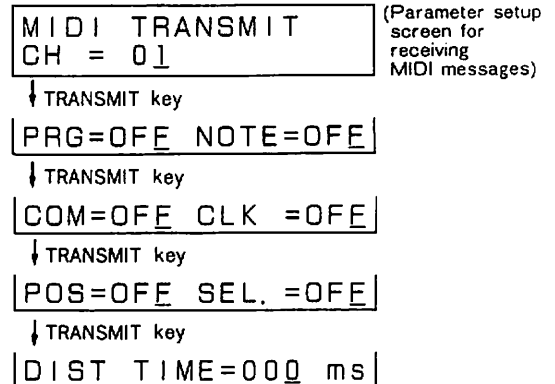 MIDI TRANSMIT
CH = 01
(Parameter setup
screen for
receiving
MIDI messages)
TRANSMIT key
PRG=OFF NOTE=OFF
TRANSMIT key
COM=OFF CLK =OFF
TRANSMIT key
POS=OFF SEL. =OFF
TRANSMIT key
DIST TIME=000 ms